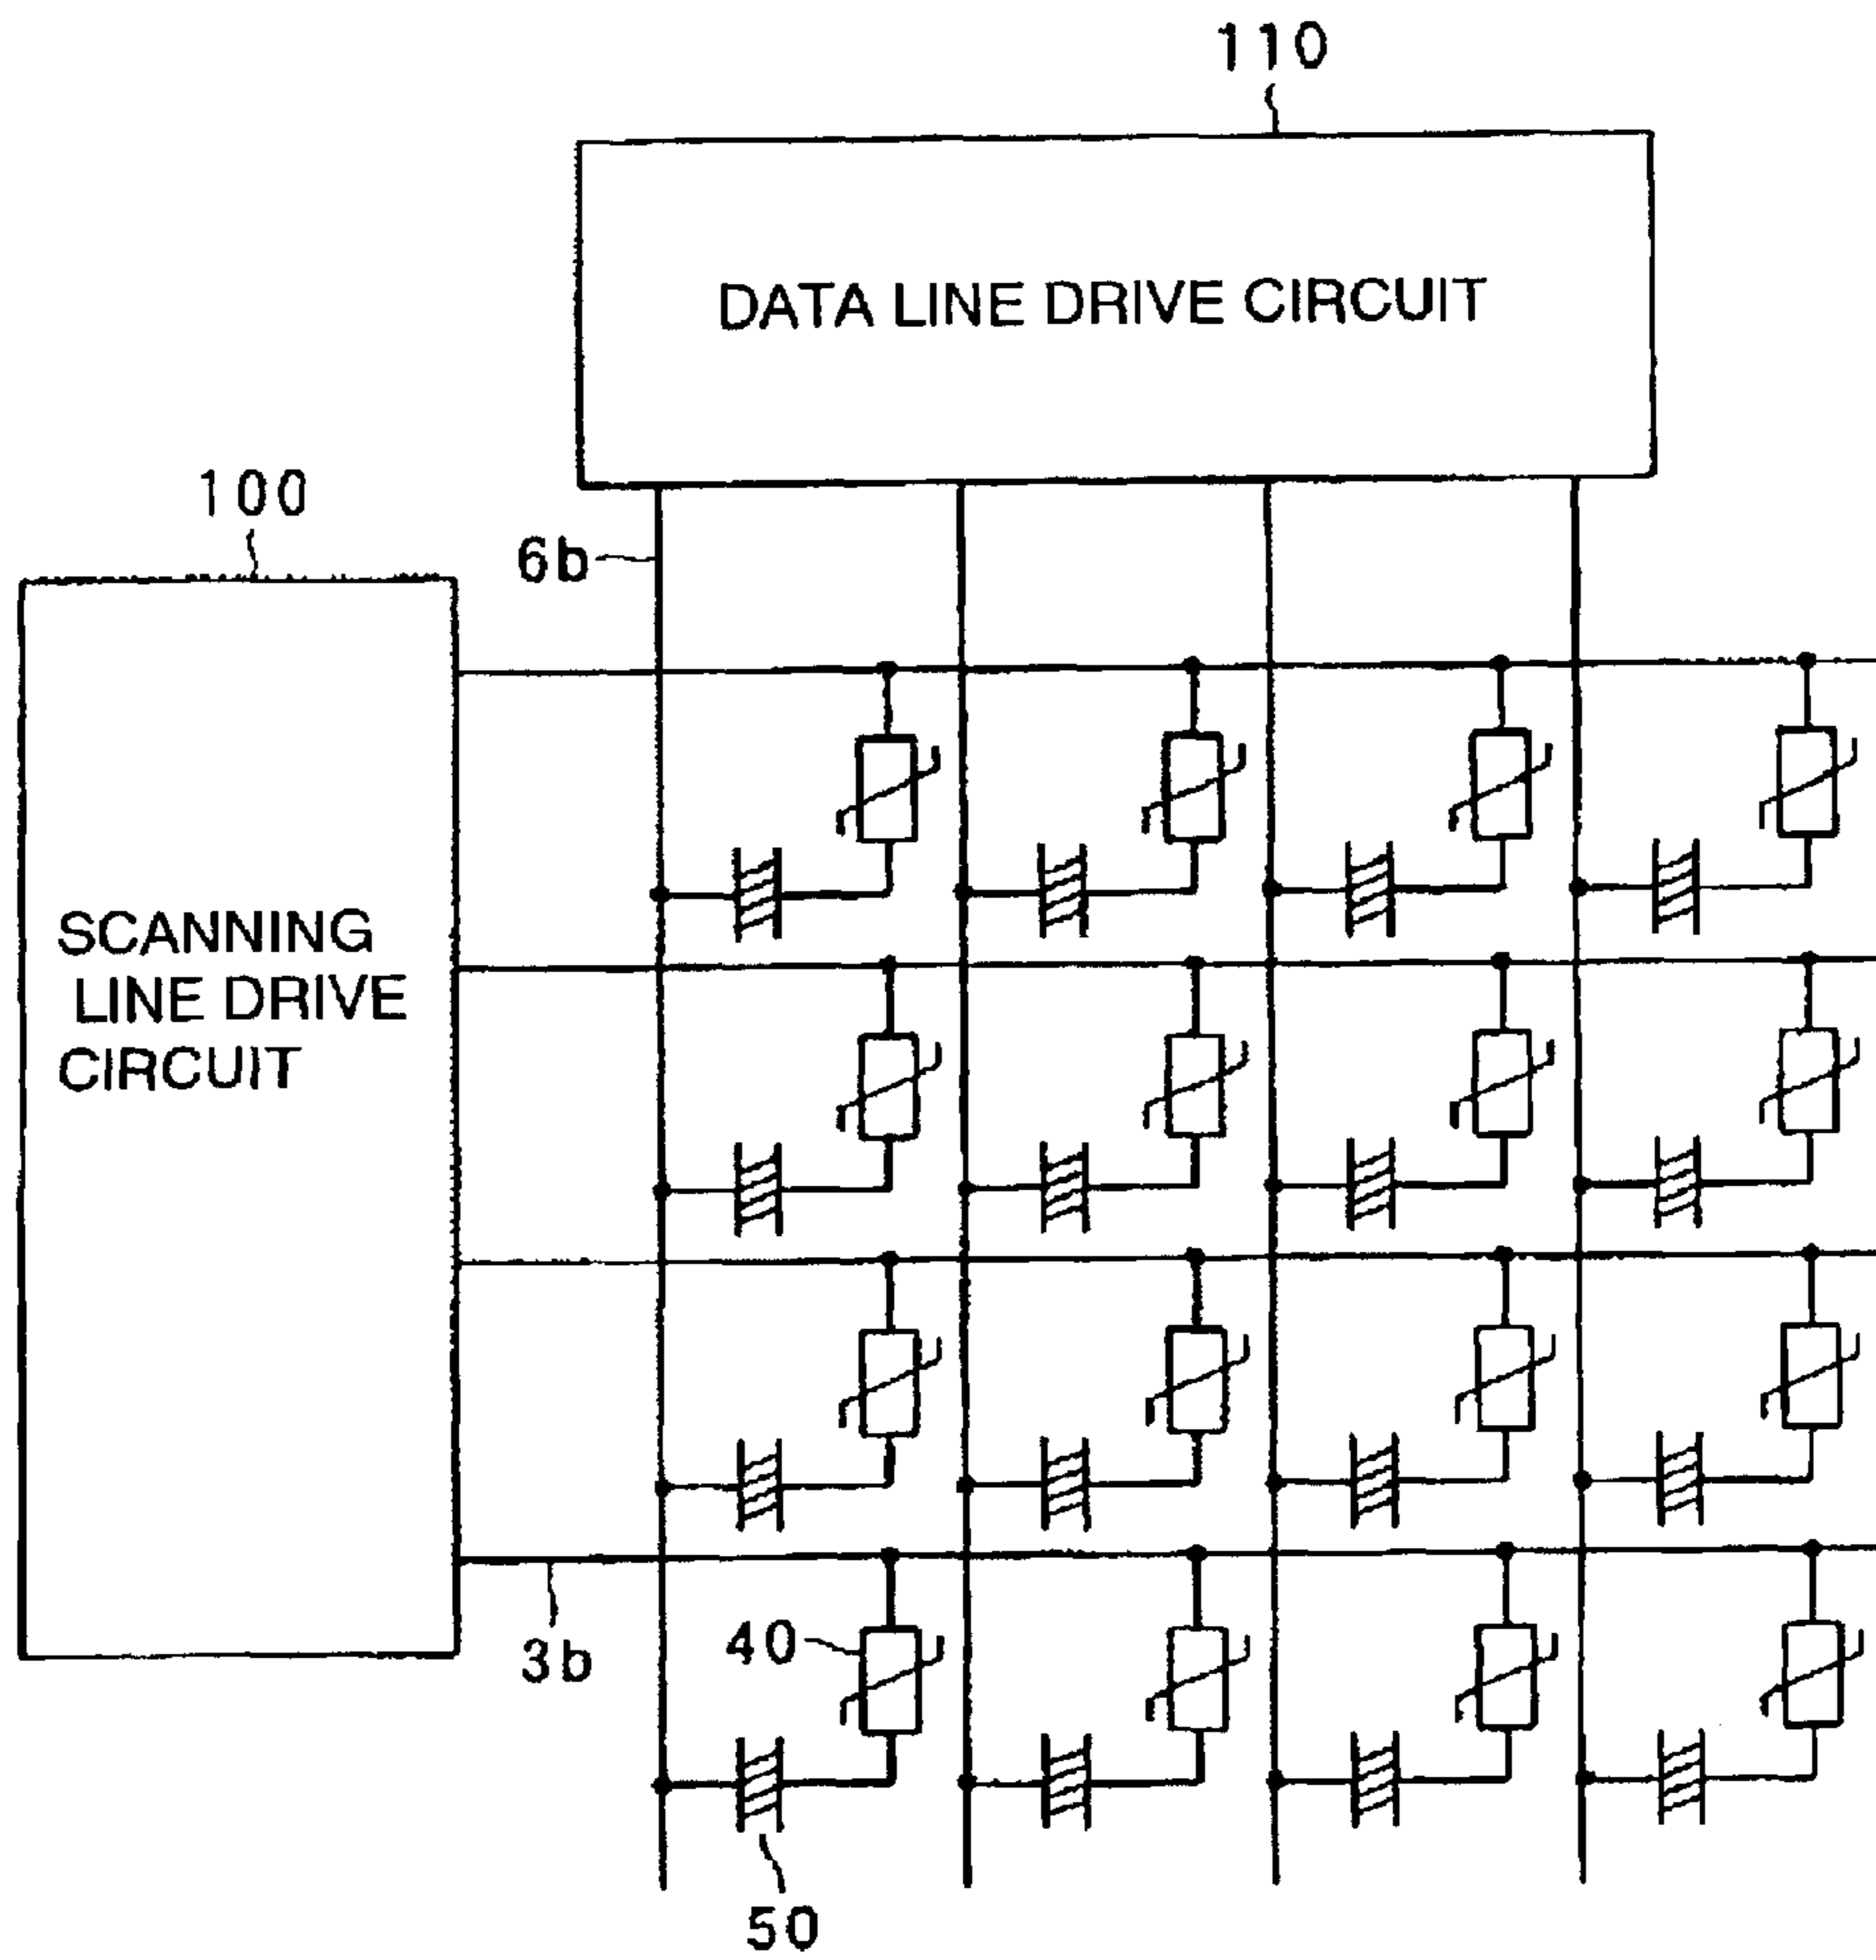 110
DATA LINE DRIVE CIRCUIT
100
6b
SCANNING
LINE DRIVE
CIRCUIT
3b
40
50